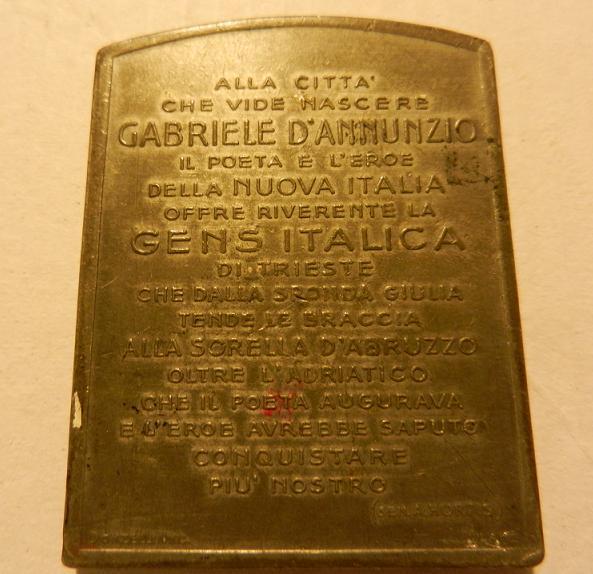 ALLA CITTA'
CHE VIDE NASCERE
GABRIELE D'ANNUNZIO
IL POETA E L'EROE
DELLA NUOVA ITALIA
OFFRE RIVERENTE LA
GENS ITALICA
DI TRIESTE
CHE DALLA SPONDA GIULIA
TENDE LE BRACCIA
ALLA SORELLA D'ABRUZZO
OLTRE L'ADRIATICO
CHE IL POETA AUGURAVA
E L'EROE AVREBBE SAPUTO
CONQUISTARE
PIU' NOSTRO
(SEN. A. HORTIS)